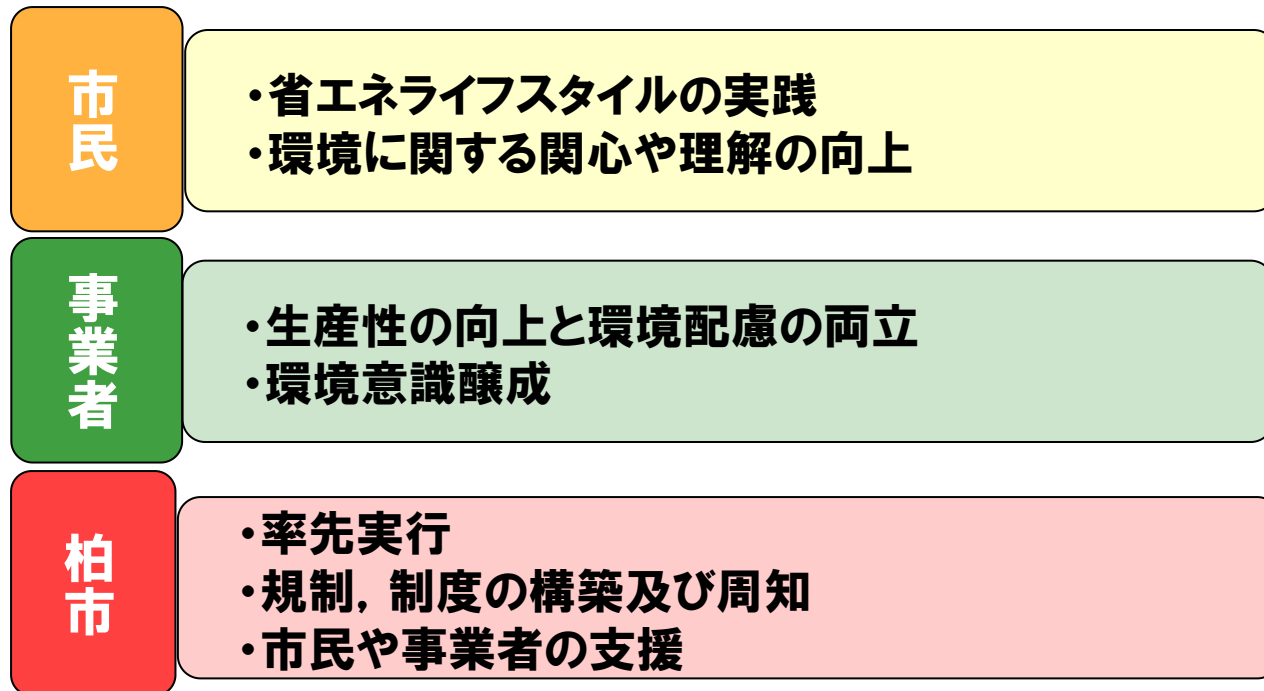 市民
・省エネライフスタイルの実践
・環境に関する関心や理解の向上
事業者
・生産性の向上と環境配慮の両立
・環境意識醸成
柏市
・率先実行
・規制，制度の構築及び周知
・市民や事業者の支援